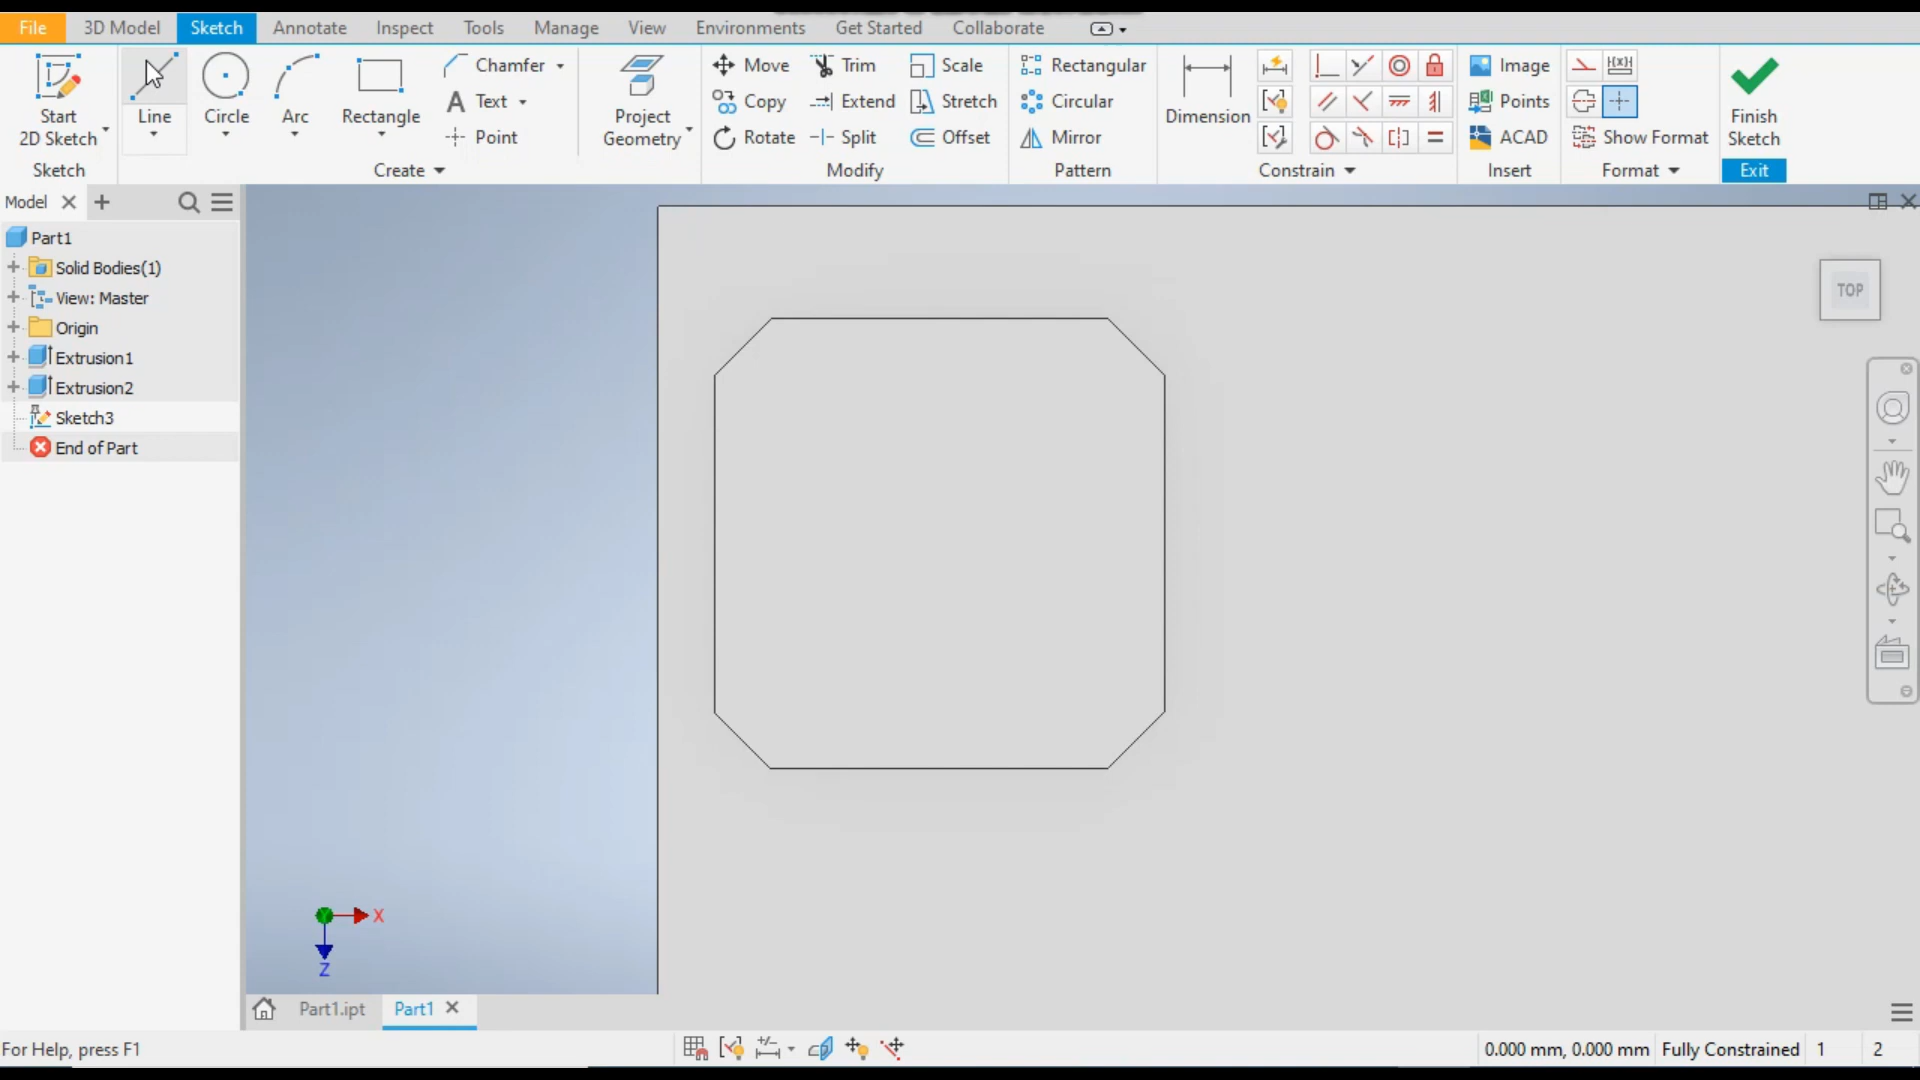 File 3D Model Sketch Annotate Inspect Tools Manage View Environments Get Started Collaborate
Start
2D Sketch
Line
Circle
Arc
Rectangle
Chamfer
Text
Point
Project
Geometry
Move
Copy
Rotate
Trim
Extend
Split
Scale
Stretch
Offset
Rectangular
Circular
Mirror
Dimension
Image
Points
ACAD
Show Format
Finish
Sketch
Sketch Create Modify Pattern Constrain Insert Format Exit
Model
Part1
Solid Bodies(1)
View: Master
Origin
Extrusion1
Extrusion2
Sketch3
End of Part
TOP
X
Z
Part1.ipt Part1
For Help, press F1
0.000 mm, 0.000 mm Fully Constrained 1 2